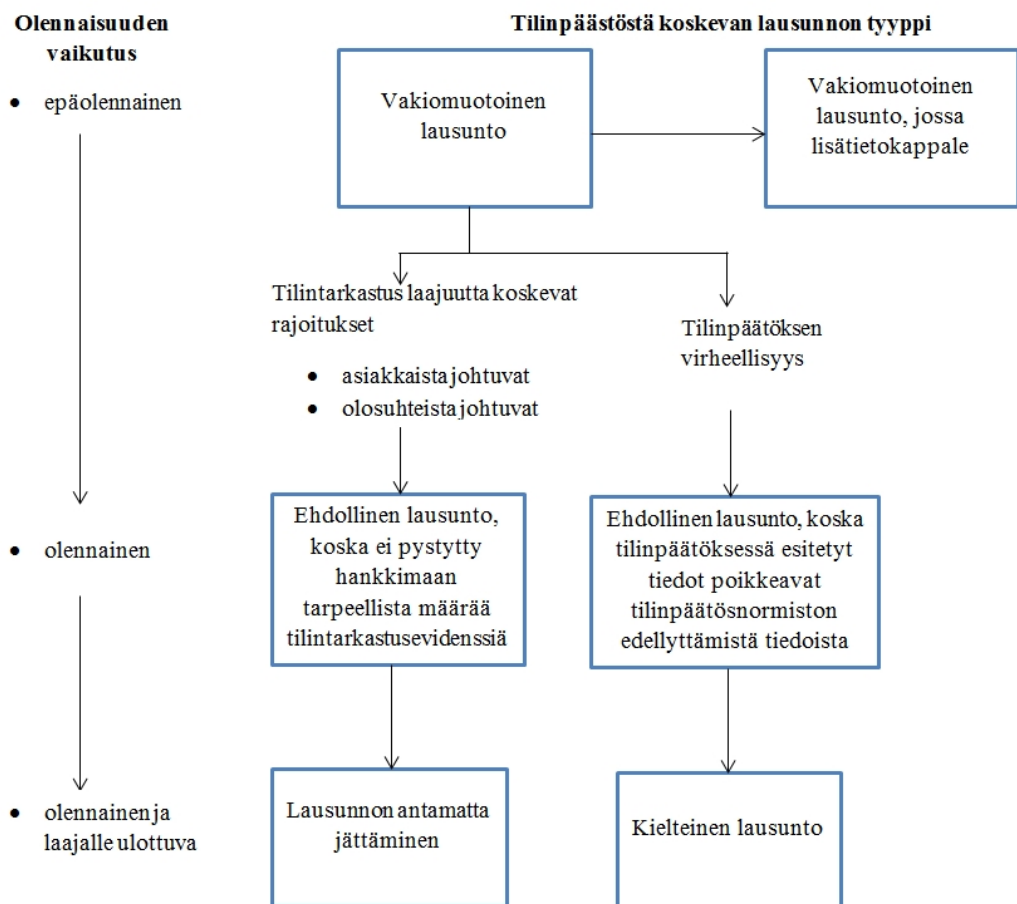 Olennaisuuden
vaikutus
Tilinpäästöstä koskevan lausunnon tyyppi
• epäolennainen
Vakiomuotoinen
lausunto
Vakiomuotoinen
lausunto, jossa
lisätietokappale
Tilintarkastus laajuutta koskevat
rajoitukset
• asiakkaista johtuvat
• olosuhteista johtuvat
Tilinpäätöksen
virheellisyys
• olennainen
Ehdollinen lausunto,
koska ei pystytty
hankkimaan
tarpeellista määrää
tilintarkastusevidenssiä
Ehdollinen lausunto, koska
tilinpäätöksessä esitetyt
tiedot poikkeavat
tilinpäätösnormiston
edellyttämistä tiedoista
• olennainen ja
laajalle ulottuva
Lausunnon antamatta
jättäminen
Kielteinen lausunto